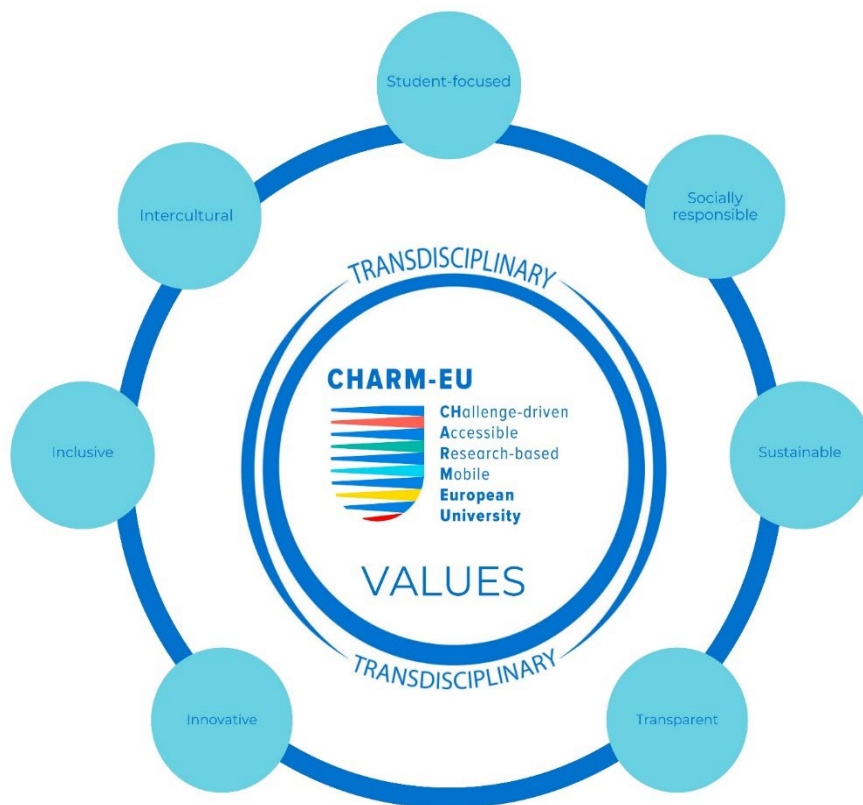 Student-focused
Intercultural
Socially
responsible
TRANSDISCIPLINARY
CHARM-EU
CHallenge-driven
Accessible
Research-based
Mobile
European
University
Inclusive
Sustainable
VALUES
TRANSDISCIPLINARY
Innovative
Transparent